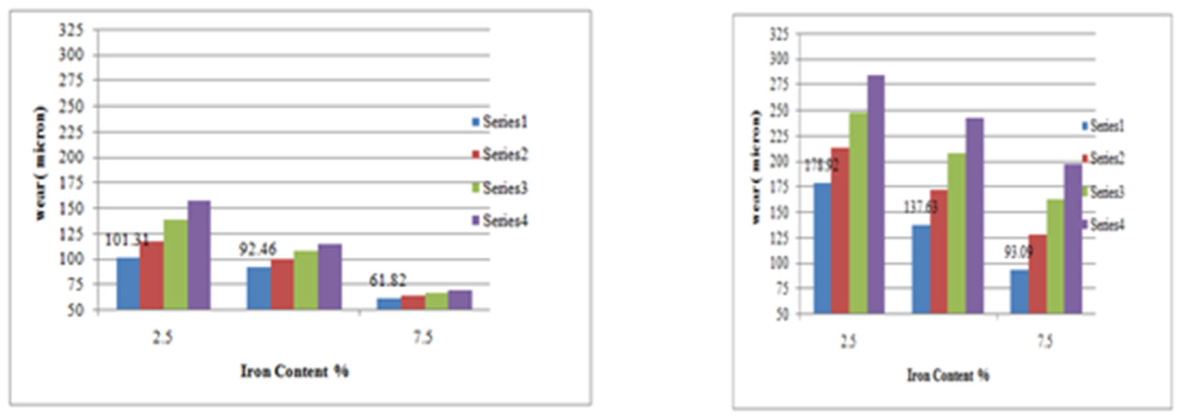 325
300
275
250
225
200
175
150
125
100
75
50
wear( micron)
101.31
92.46
61.82
2.5
7.5
Iron Content %
Series1
Series2
Series3
Series4
325
300
275
250
225
200
175
150
125
100
75
50
wear( micron)
178.92
137.63
93.09
2.5
7.5
Iron Content %
Series1
Series2
Series3
Series4